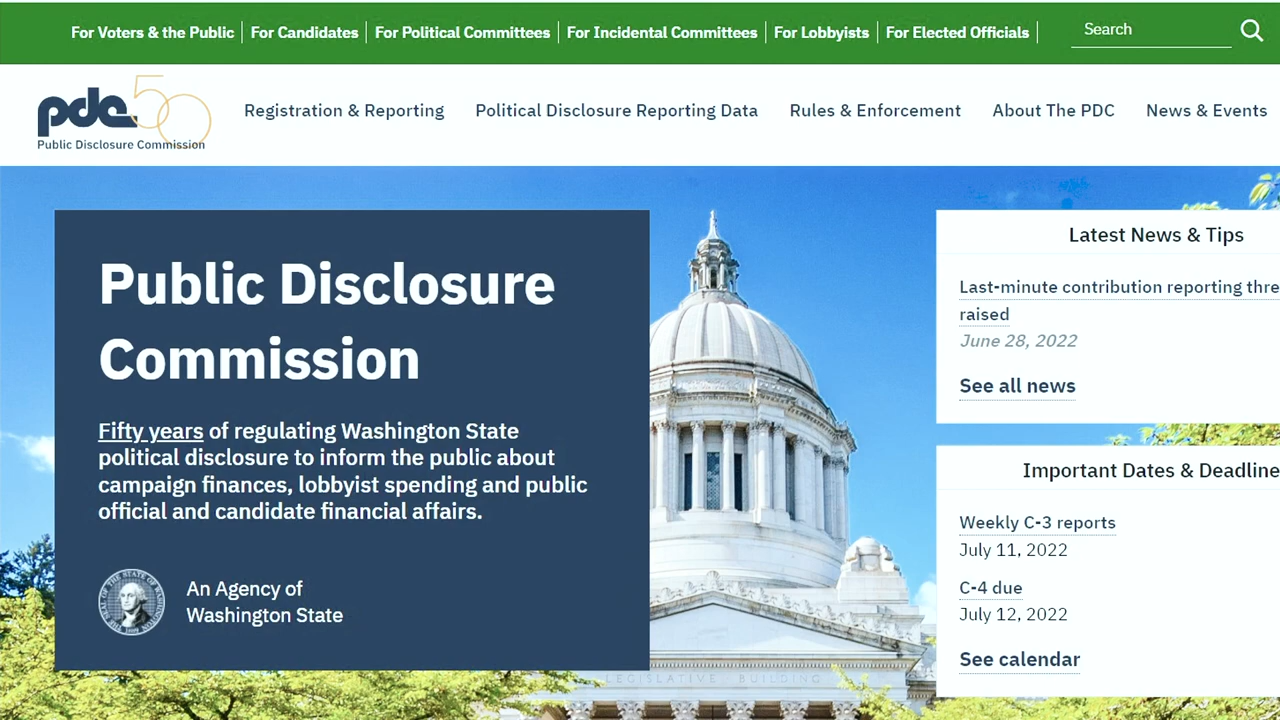 For Voters & the Public
For Candidates
For Political Committees
For Incidental Committees
For Lobbyists
For Elected Officials
Search
pdc 50
Public Disclosure Commission
Registration & Reporting
Political Disclosure Reporting Data
Rules & Enforcement
About The PDC
News & Events
Public Disclosure
Commission
Fifty years of regulating Washington State
political disclosure to inform the public about
campaign finances, lobbyist spending and public
official and candidate financial affairs.
An Agency of
Washington State
Latest News & Tips
Last-minute contribution reporting thre
raised
June 28, 2022
See all news
Important Dates & Deadline
Weekly C-3 reports
July 11, 2022
C-4 due
July 12, 2022
See calendar
LEGISLATIVE BUILDING